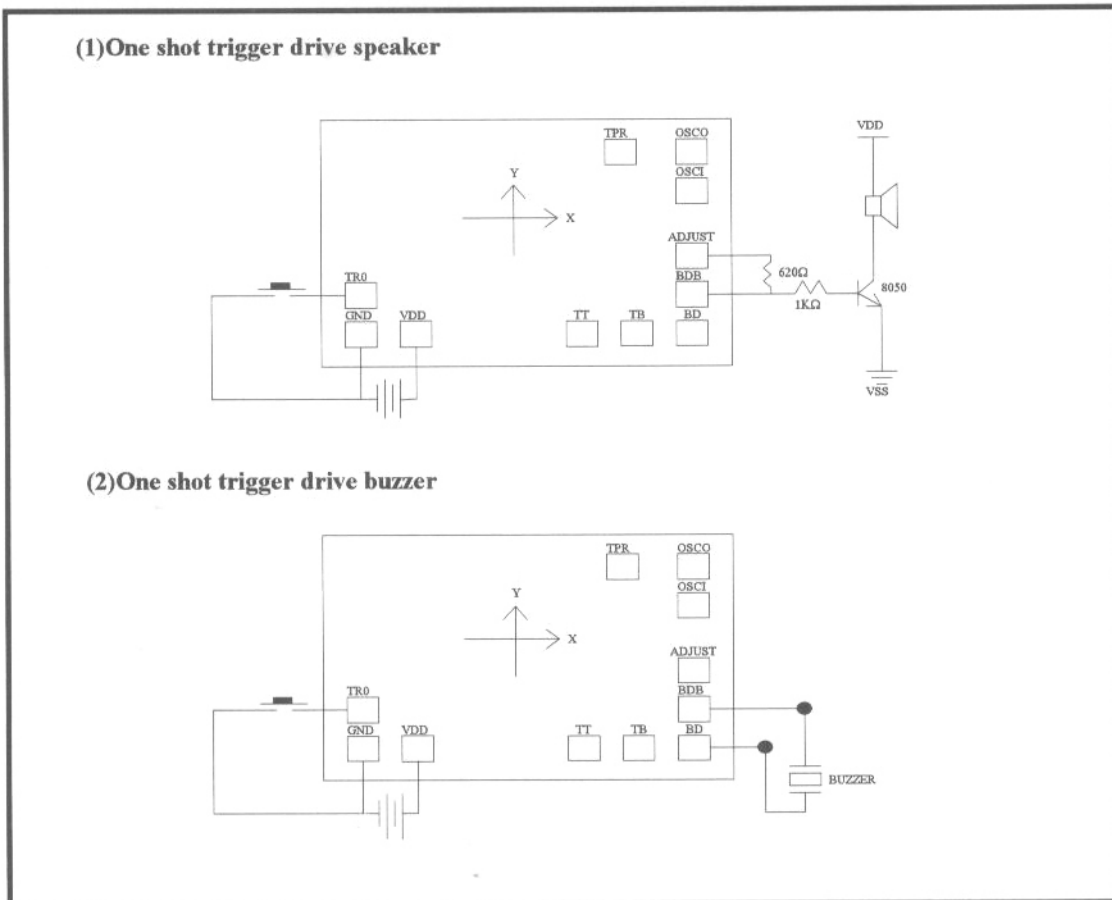 (1)One shot trigger drive speaker
TPR OSCO VDD
OSCI
Y
X
ADJUST
TR0 BDB 620Ω 8050
1KΩ
GND VDD TT TB BD
VSS
(2)One shot trigger drive buzzer
TPR OSCO
OSCI
Y
X
ADJUST
TR0 BDB
GND VDD TT TB BD
BUZZER